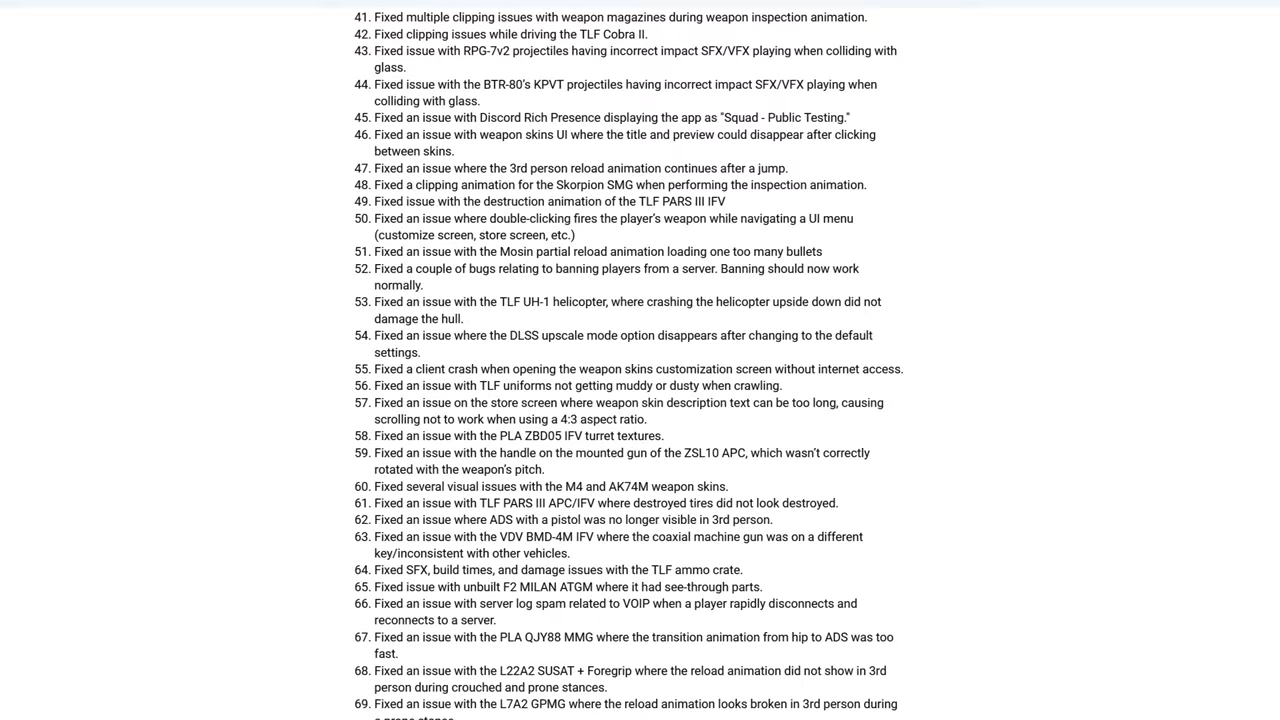 41. Fixed multiple clipping issues with weapon magazines during weapon inspection animation.
42. Fixed clipping issues while driving the TLF Cobra II.
43. Fixed issue with RPG-7v2 projectiles having incorrect impact SFX/VFX playing when colliding with
glass.
44. Fixed issue with the BTR-80’s KPVT projectiles having incorrect impact SFX/VFX playing when
colliding with glass.
45. Fixed an issue with Discord Rich Presence displaying the app as "Squad - Public Testing."
46. Fixed an issue with weapon skins UI where the title and preview could disappear after clicking
between skins.
47. Fixed an issue where the 3rd person reload animation continues after a jump.
48. Fixed a clipping animation for the Skorpion SMG when performing the inspection animation.
49. Fixed issue with the destruction animation of the TLF PARS III IFV
50. Fixed an issue where double-clicking fires the player’s weapon while navigating a UI menu
(customize screen, store screen, etc.)
51. Fixed an issue with the Mosin partial reload animation loading one too many bullets
52. Fixed a couple of bugs relating to banning players from a server. Banning should now work
normally.
53. Fixed an issue with the TLF UH-1 helicopter, where crashing the helicopter upside down did not
damage the hull.
54. Fixed an issue where the DLSS upscale mode option disappears after changing to the default
settings.
55. Fixed a client crash when opening the weapon skins customization screen without internet access.
56. Fixed an issue with TLF uniforms not getting muddy or dusty when crawling.
57. Fixed an issue on the store screen where weapon skin description text can be too long, causing
scrolling not to work when using a 4:3 aspect ratio.
58. Fixed an issue with the PLA ZBD05 IFV turret textures.
59. Fixed an issue with the handle on the mounted gun of the ZSL10 APC, which wasn’t correctly
rotated with the weapon’s pitch.
60. Fixed several visual issues with the M4 and AK74M weapon skins.
61. Fixed an issue with TLF PARS III APC/IFV where destroyed tires did not look destroyed.
62. Fixed an issue where ADS with a pistol was no longer visible in 3rd person.
63. Fixed an issue with the VDV BMD-4M IFV where the coaxial machine gun was on a different
key/inconsistent with other vehicles.
64. Fixed SFX, build times, and damage issues with the TLF ammo crate.
65. Fixed issue with unbuilt F2 MILAN ATGM where it had see-through parts.
66. Fixed an issue with server log spam related to VOIP when a player rapidly disconnects and
reconnects to a server.
67. Fixed an issue with the PLA QJY88 MMG where the transition animation from hip to ADS was too
fast.
68. Fixed an issue with the L22A2 SUSAT + Foregrip where the reload animation did not show in 3rd
person during crouched and prone stances.
69. Fixed an issue with the L7A2 GPMG where the reload animation looks broken in 3rd person during
a prone stance.